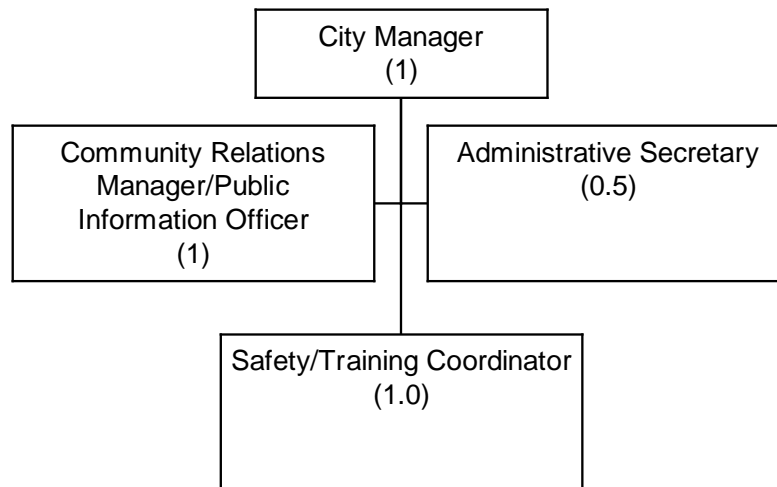 City Manager
(1)
Community Relations
Manager/Public
Information Officer
(1)
Administrative Secretary
(0.5)
Safety/Training Coordinator
(1.0)